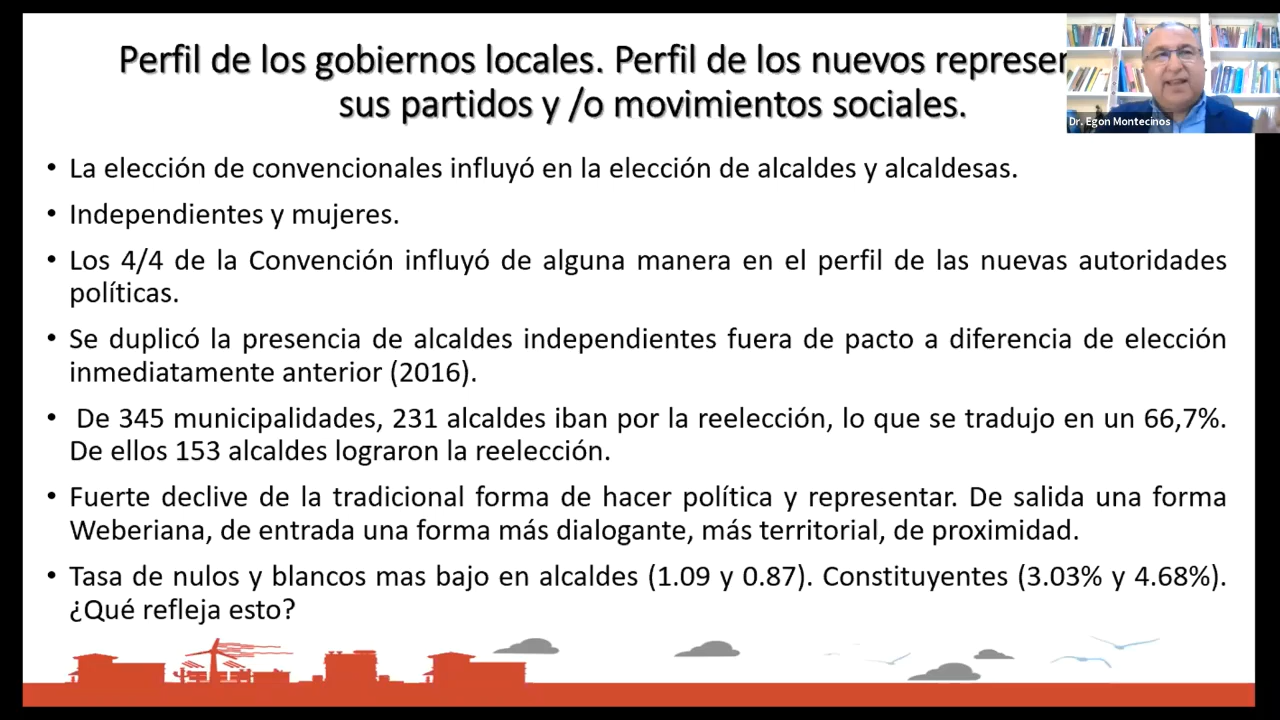 Perfil de los gobiernos locales. Perfil de los nuevos
sus partidos y /o movimientos sociales.
Dr. Egon Montecinos
• La elección de convencionales influyó en la elección de alcaldes y alcaldesas.
• Independientes y mujeres.
• Los 4/4 de la Convención influyó de alguna manera en el perfil de las nuevas autoridades
políticas.
• Se duplicó la presencia de alcaldes independientes fuera de pacto a diferencia de elección
inmediatamente anterior (2016).
• De 345 municipalidades, 231 alcaldes iban por la reelección, lo que se tradujo en un 66,7%.
De ellos 153 alcaldes lograron la reelección.
• Fuerte declive de la tradicional forma de hacer política y representar. De salida una forma
Weberiana, de entrada una forma más dialogante, más territorial, de proximidad.
• Tasa de nulos y blancos mas bajo en alcaldes (1.09 y 0.87). Constituyentes (3.03% y 4.68%).
¿Qué refleja esto?